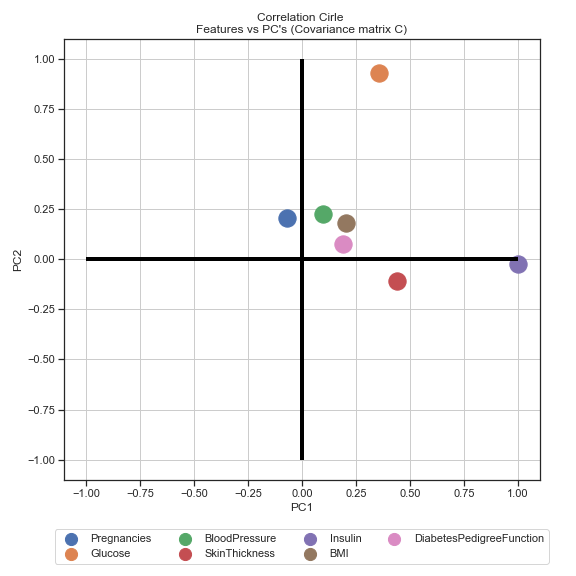 Correlation Cirle
Features vs PC's (Covariance matrix C)
1.00
0.75
0.50
0.25
0.00
−0.25
−0.50
−0.75
−1.00
PC2
−1.00 −0.75 −0.50 −0.25 0.00 0.25 0.50 0.75 1.00
PC1
Pregnancies BloodPressure Insulin DiabetesPedigreeFunction
Glucose SkinThickness BMI